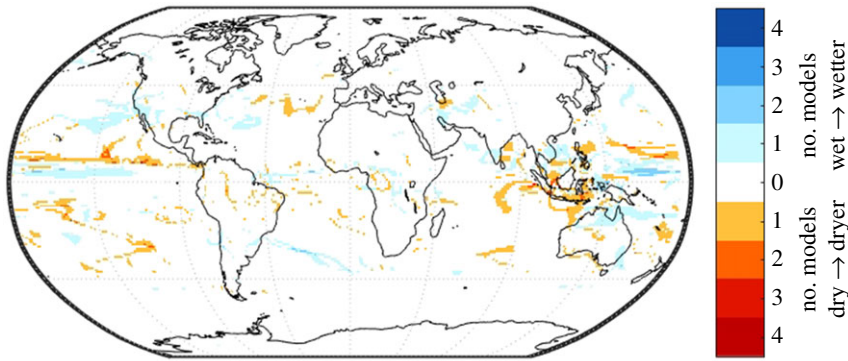 4
3
2
1
0
1
2
3
4
no. models
wet → wetter
no. models
dry → dryer